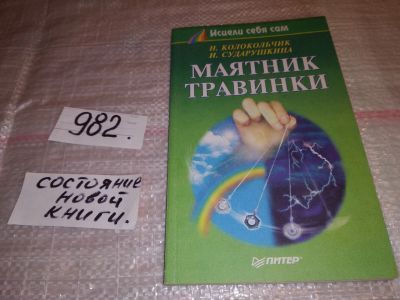 Исцели себя сам
И. КОЛОКОЛЬЧИК
И. СУДАРУШКИНА
МАЯТНИК
ТРАВИНКИ
ПИТЕР
982.
СОСТОЯНИЕ
НОВОЙ
КНИГИ.